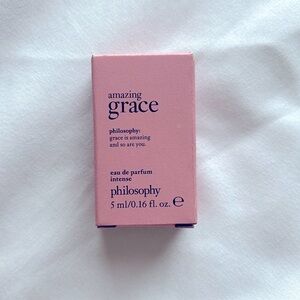 amazing
grace
philosophy:
grace is amazing
and so are you.
eau de parfum
intense
philosophy
5 ml/0.16 fl. oz. ℮